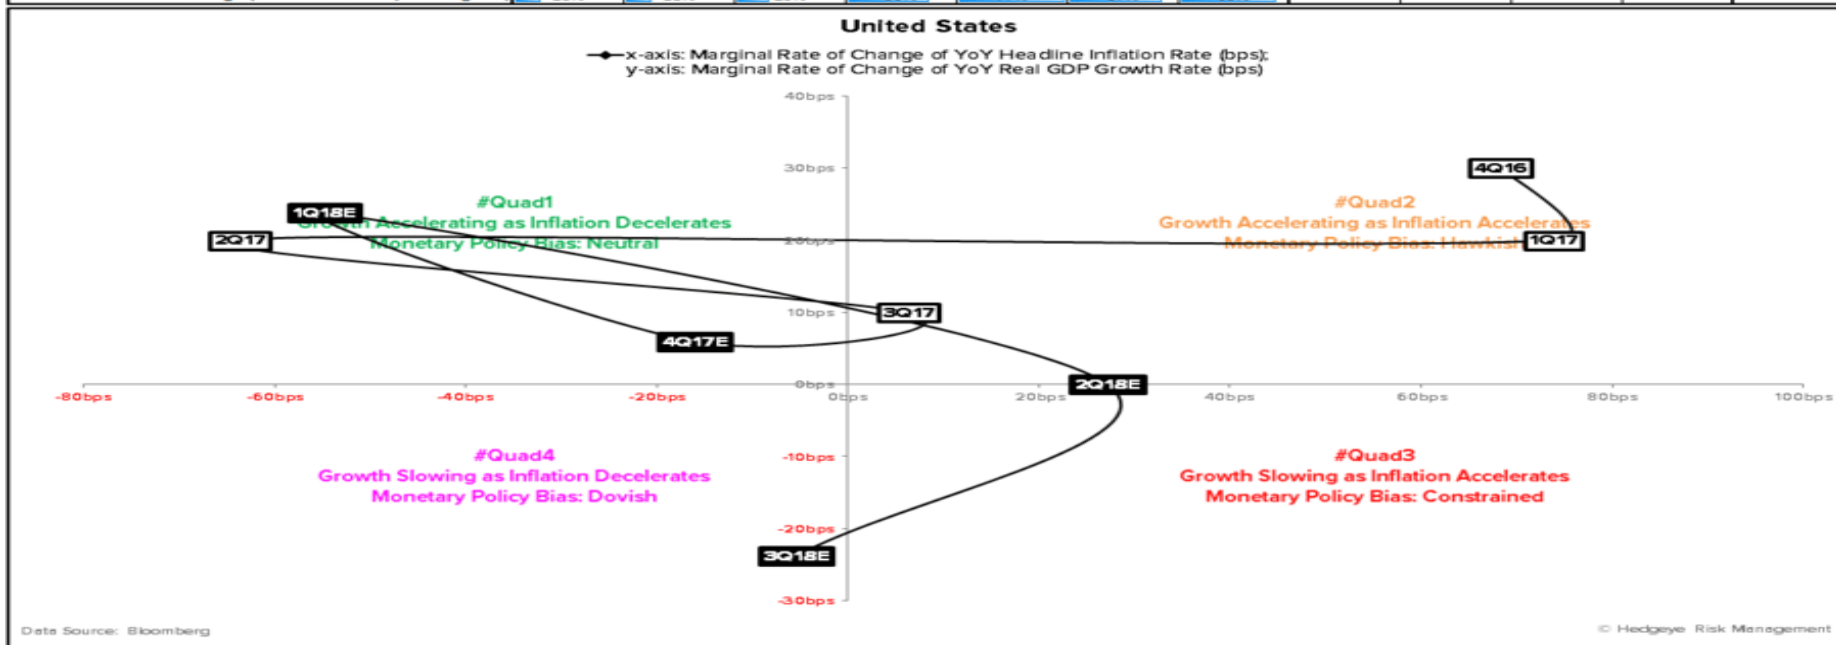 United States
x-axis: Marginal Rate of Change of YoY Headline Inflation Rate (bps);
y-axis: Marginal Rate of Change of YoY Real GDP Growth Rate (bps)
40bps
30bps
4Q16
#Quad1
#Quad2
1Q18E
Growth Accelerating as Inflation Decelerates
Growth Accelerating as Inflation Accelerates
2Q17
Monetary Policy Bias: Neutral
20bps
Monetary Policy Bias: Hawkish
1Q17
10bps
3Q17
4Q17E
0bps
2Q18E
-80bps
-60bps
-40bps
-20bps
0bps
20bps
40bps
60bps
80bps
100bps
#Quad4
-10bps
#Quad3
Growth Slowing as Inflation Decelerates
Growth Slowing as Inflation Accelerates
Monetary Policy Bias: Dovish
Monetary Policy Bias: Constrained
-20bps
3Q18E
-30bps
Data Source: Bloomberg
© Hedgeye Risk Management